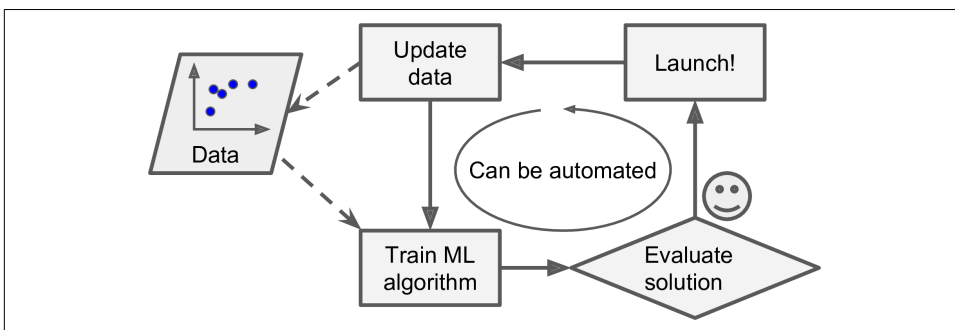 Update
data
Launch!
Data
Can be automated
Train ML
algorithm
Evaluate
solution